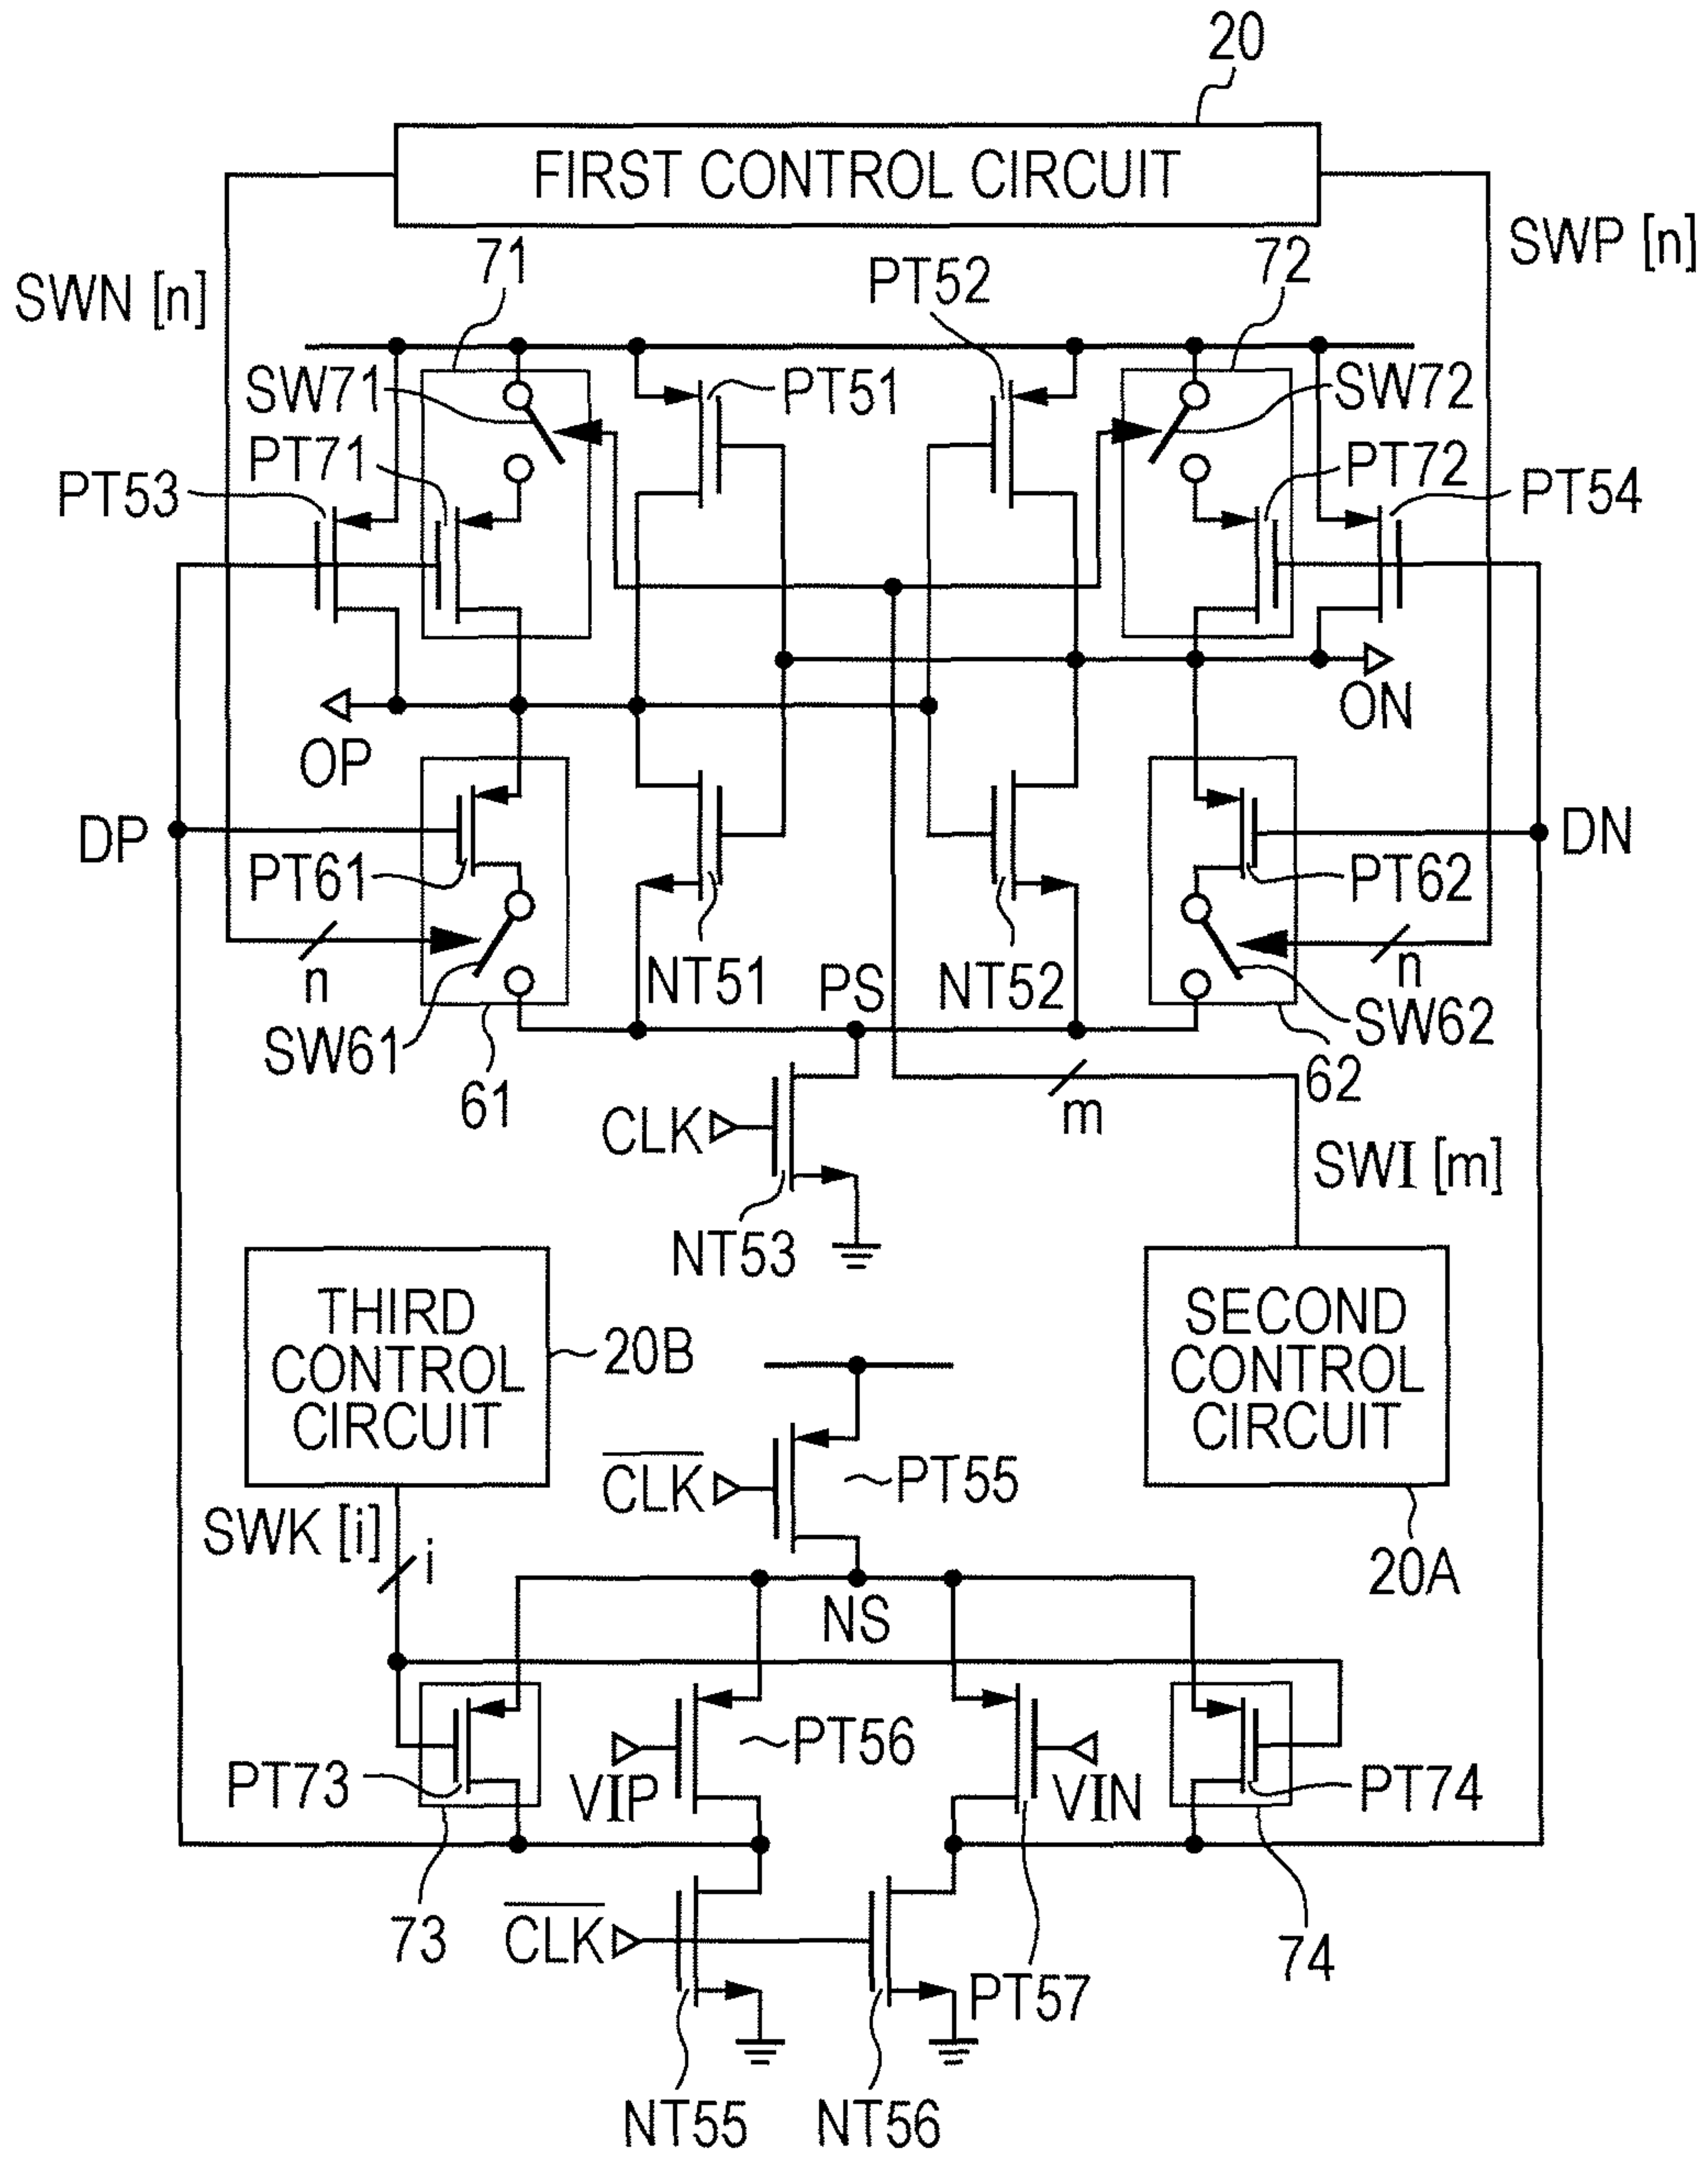 20
FIRST CONTROL CIRCUIT
SWP [n]
SWN [n]
71
PT52
72
SW71
PT51
SW72
PT71
PT72
PT53
PT54
OP
ON
DP
DN
PT61
PT62
n
NT51
PS
NT52
n
SW61
61
SW62
62
CLK
m
SWI [m]
NT53
THIRD
CONTROL
CIRCUIT
20B
SECOND
CONTROL
CIRCUIT
CLK
PT55
SWK [i]
i
20A
NS
PT73
VIP
PT56
VIN
PT74
73
CLK
74
PT57
NT55
NT56